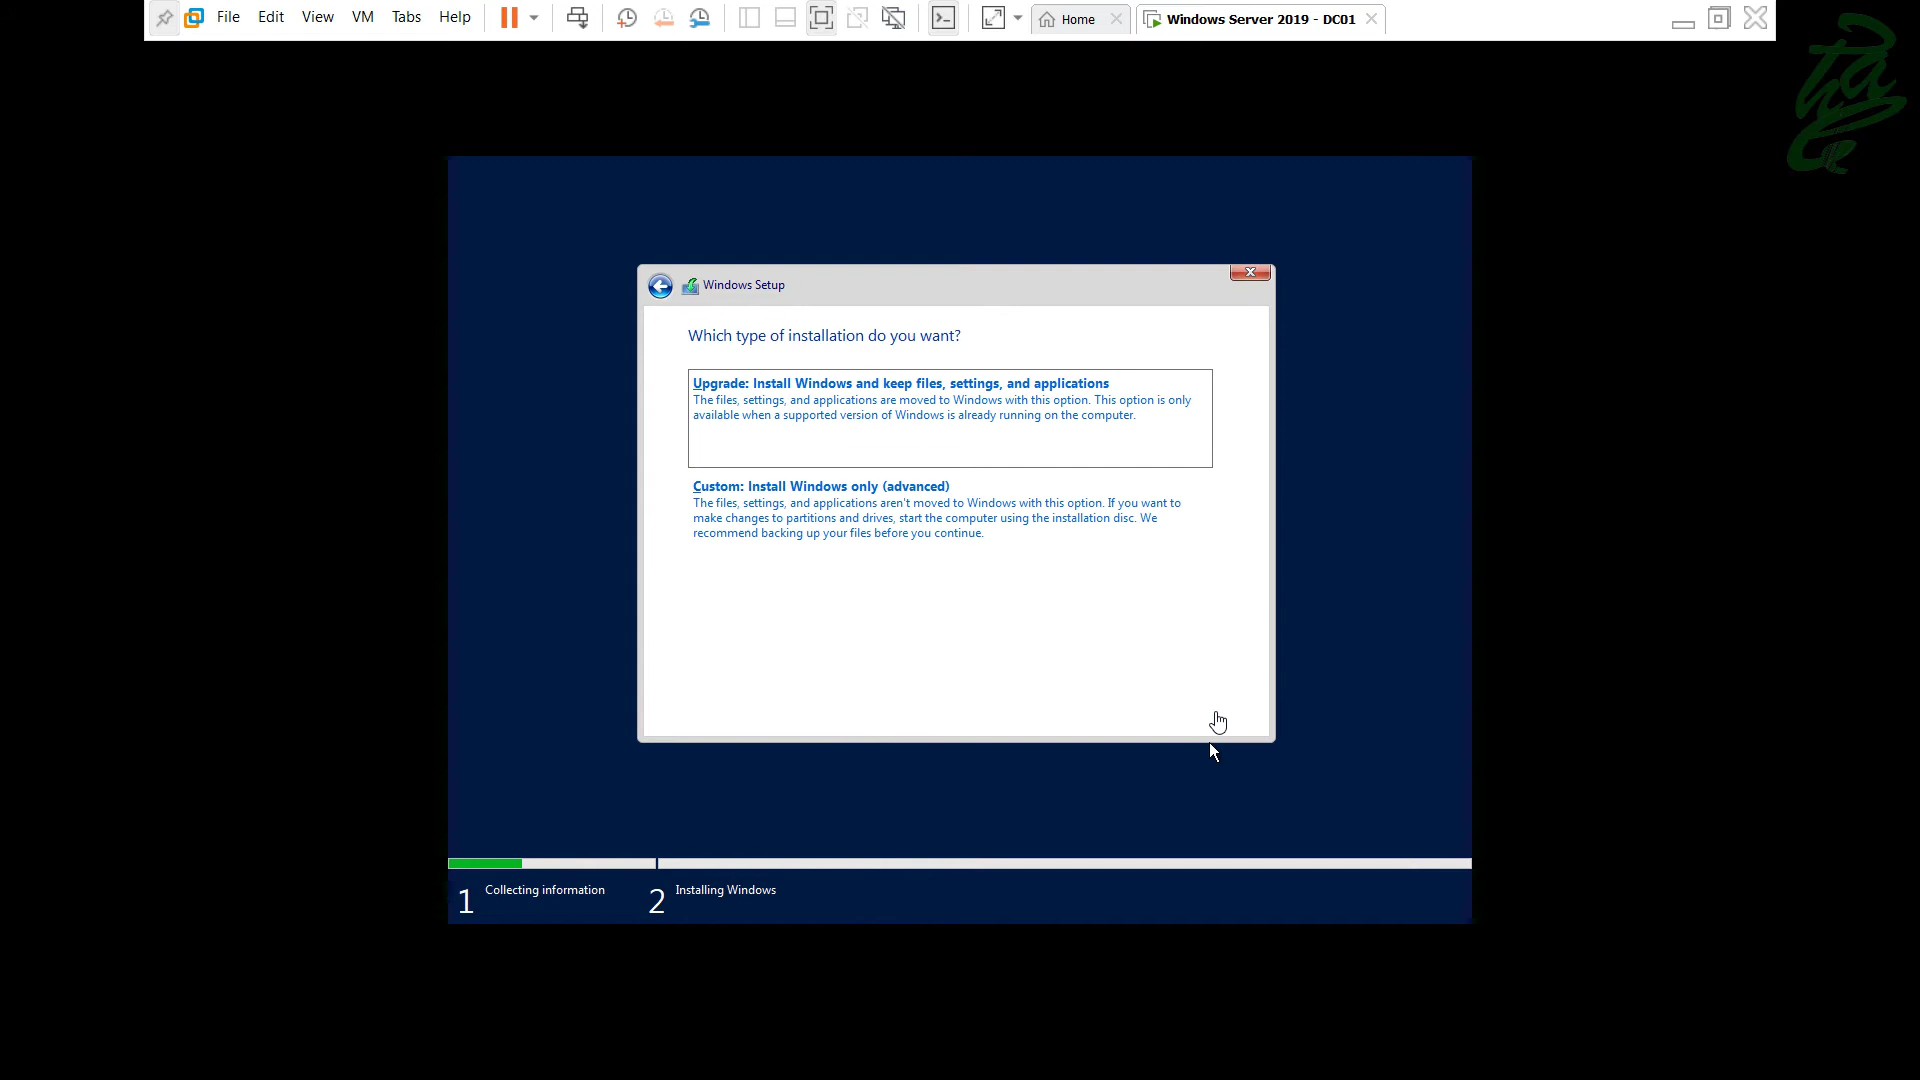 File Edit View VM Tabs Help Home Windows Server 2019 - DC01
Windows Setup
Which type of installation do you want?
Upgrade: Install Windows and keep files, settings, and applications
The files, settings, and applications are moved to Windows with this option. This option is only
available when a supported version of Windows is already running on the computer.
Custom: Install Windows only (advanced)
The files, settings, and applications aren't moved to Windows with this option. If you want to
make changes to partitions and drives, start the computer using the installation disc. We
recommend backing up your files before you continue.
1 Collecting information 2 Installing Windows